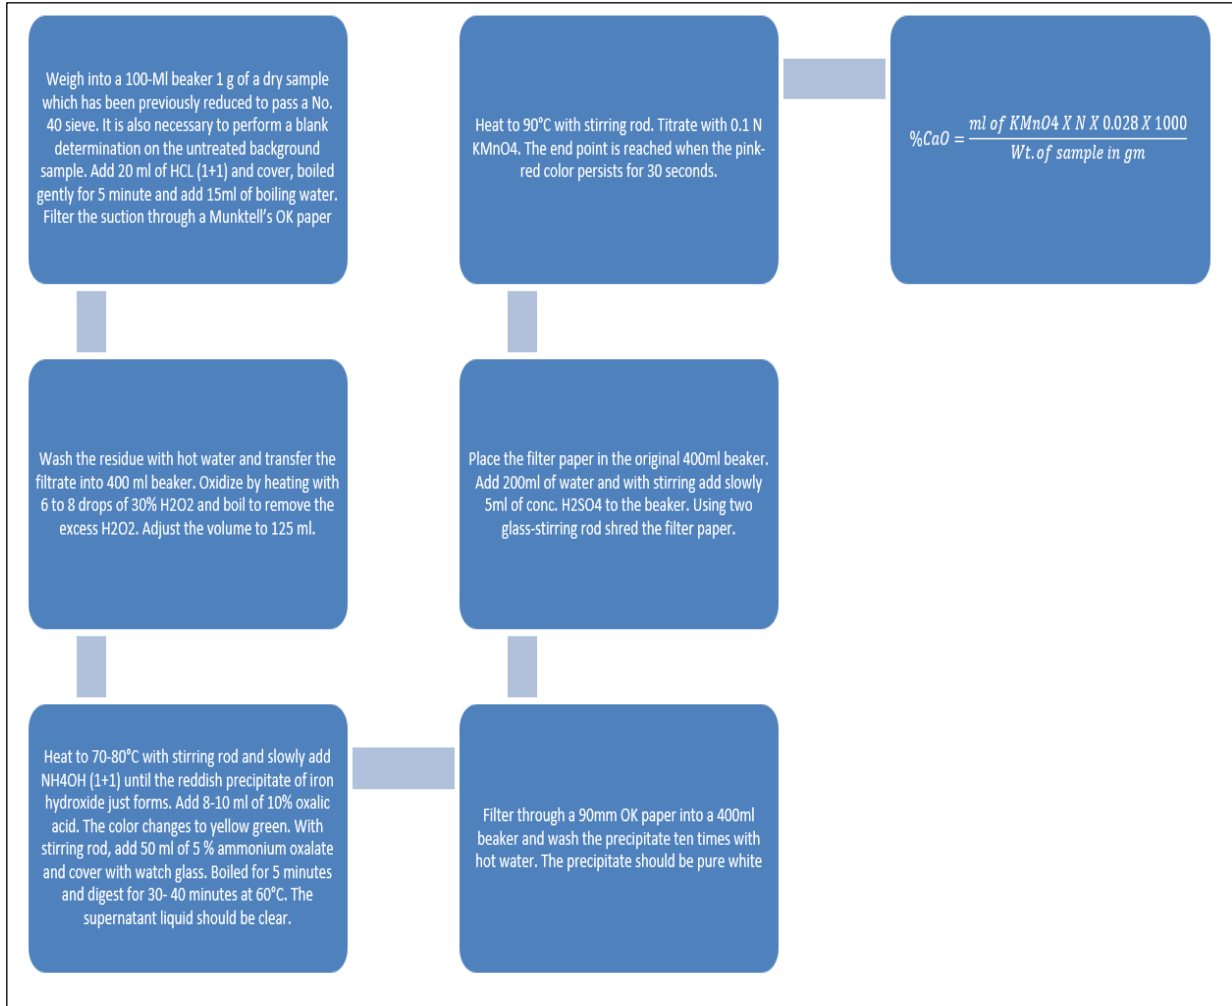 Weigh into a 100-Ml beaker 1 g of a dry sample
which has been previously reduced to pass a No.
40 sieve. It is also necessary to perform a blank
determination on the untreated background
sample. Add 20 ml of HCL (1+1) and cover, boiled
gently for 5 minute and add 15ml of boiling water.
Filter the suction through a Munktell's OK paper
Wash the residue with hot water and transfer the
filtrate into 400 ml beaker. Oxidize by heating with
6 to 8 drops of 30% H2O2 and boil to remove the
excess H2O2. Adjust the volume to 125 ml.
Heat to 70-80°C with stirring rod and slowly add
NH4OH (1+1) until the reddish precipitate of iron
hydroxide just forms. Add 8-10 ml of 10% oxalic
acid. The color changes to yellow green. With
stirring rod, add 50 ml of 5 % ammonium oxalate
and cover with watch glass. Boiled for 5 minutes
and digest for 30- 40 minutes at 60°C. The
supernatant liquid should be clear.
Filter through a 90mm OK paper into a 400ml
beaker and wash the precipitate ten times with
hot water. The precipitate should be pure white
Place the filter paper in the original 400ml beaker.
Add 200ml of water and with stirring add slowly
5ml of conc. H2SO4 to the beaker. Using two
glass-stirring rod shred the filter paper.
Heat to 90°C with stirring rod. Titrate with 0.1 N
KMnO4. The end point is reached when the pink-
red color persists for 30 seconds.
%CaO = ml of KMnO4 X N X 0.028 X 1000
Wt. of sample in gm